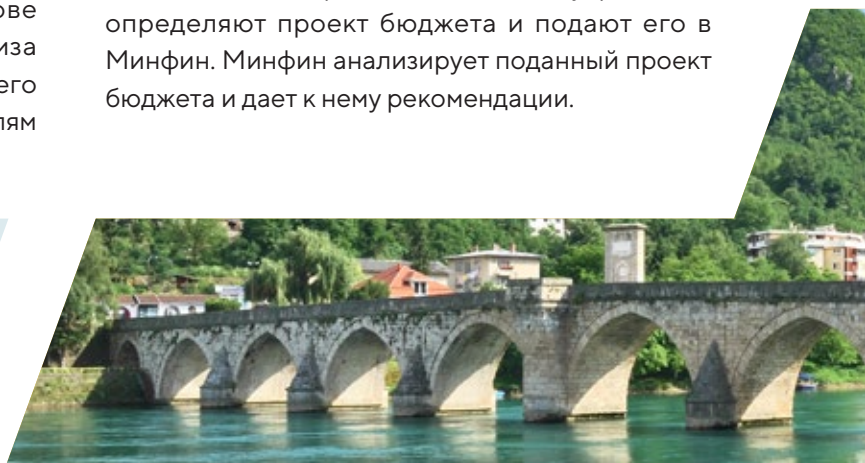 определяют проект бюджета и подают его в
Минфин. Минфин анализирует поданный проект
бюджета и дает к нему рекомендации.